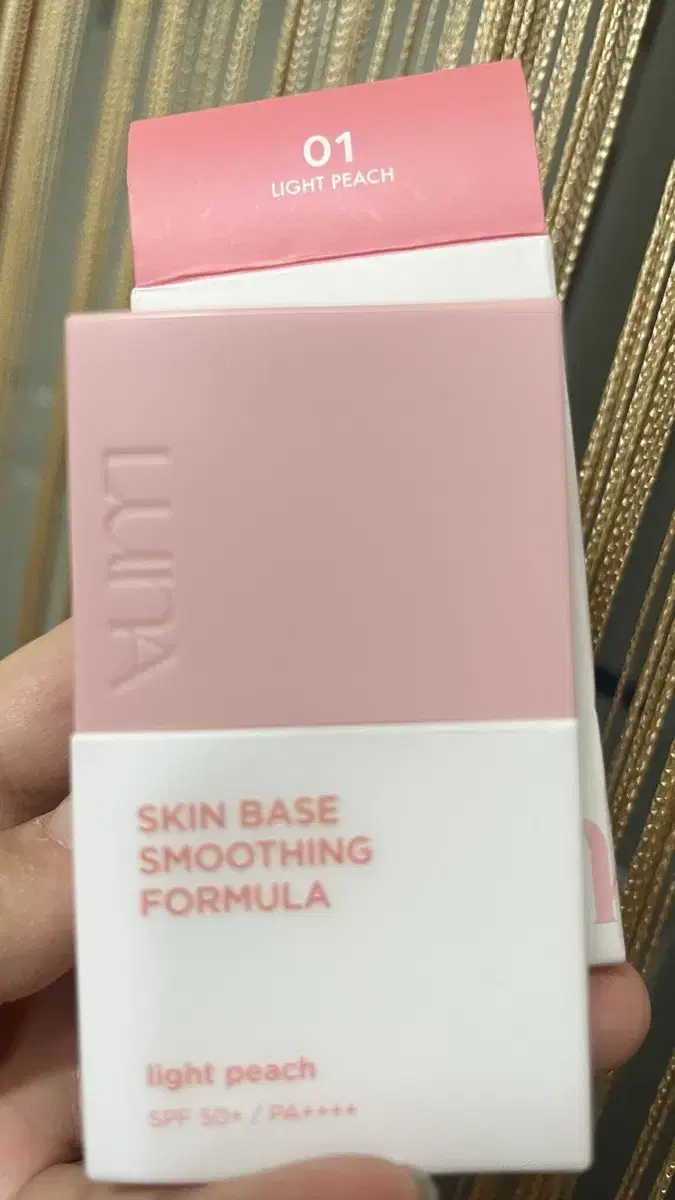 01
LIGHT PEACH
LUNA
SKIN BASE
SMOOTHING
FORMULA
light peach
SPF 50+ / PA++++